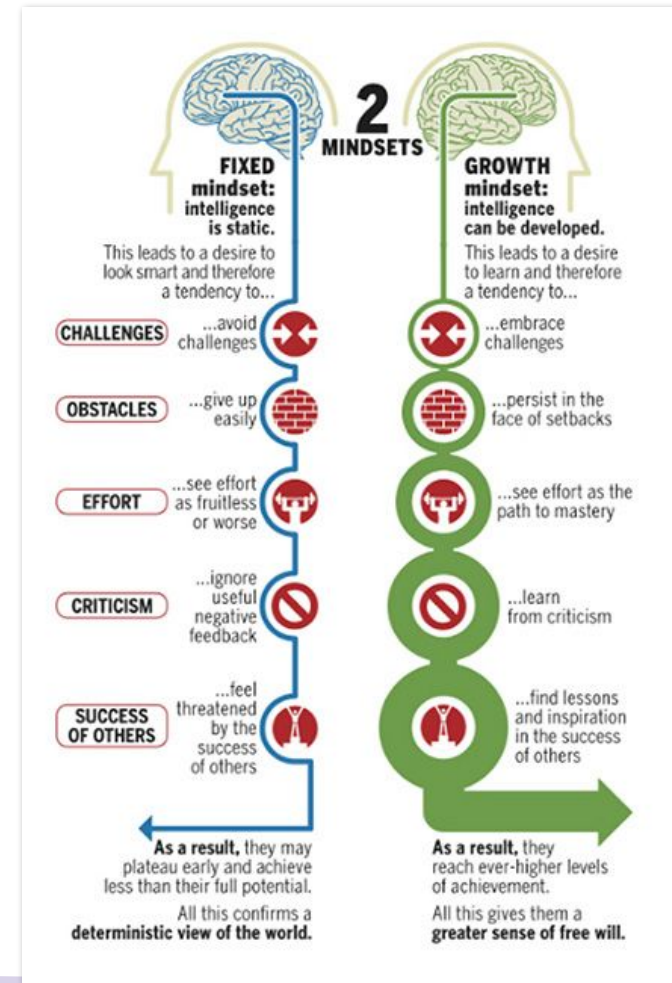 2
MINDSETS
FIXED
mindset:
intelligence
is static.
This leads to a desire to
look smart and therefore
a tendency to...
GROWTH
mindset:
intelligence
can be developed.
This leads to a desire
to learn and therefore
a tendency to...
CHALLENGES
...avoid
challenges
...embrace
challenges
OBSTACLES
...give up
easily
...persist in the
face of setbacks
EFFORT
...see effort
as fruitless
or worse
...see effort as the
path to mastery
CRITICISM
...ignore
useful
negative
feedback
...learn
from criticism
SUCCESS
OF OTHERS
...feel
threatened
by the
success
of others
...find lessons
and inspiration
in the success
of others
As a result, they may
plateau early and achieve
less than their full potential.
All this confirms a
deterministic view of the world.
As a result, they
reach ever-higher levels
of achievement.
All this gives them a
greater sense of free will.